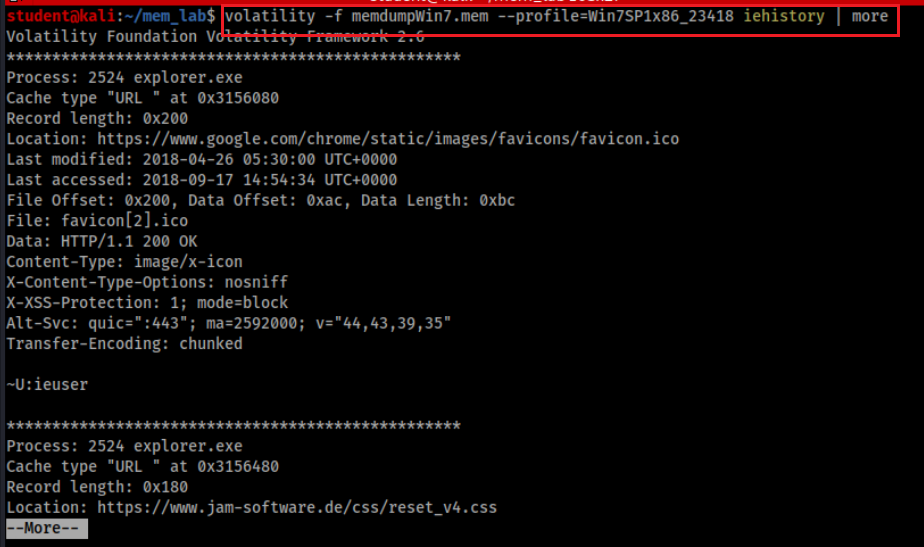 student@kali:~/mem_lab$ volatility -f memdumpWin7.mem --profile=Win7SP1x86_23418 iehistory | more
Volatility Foundation Volatility Framework 2.6
**************************************************
Process: 2524 explorer.exe
Cache type "URL " at 0x3156080
Record length: 0x200
Location: https://www.google.com/chrome/static/images/favicons/favicon.ico
Last modified: 2018-04-26 05:30:00 UTC+0000
Last accessed: 2018-09-17 14:54:34 UTC+0000
File Offset: 0x200, Data Offset: 0xac, Data Length: 0xbc
File: favicon[2].ico
Data: HTTP/1.1 200 OK
Content-Type: image/x-icon
X-Content-Type-Options: nosniff
X-XSS-Protection: 1; mode=block
Alt-Svc: quic=":443"; ma=2592000; v="44,43,39,35"
Transfer-Encoding: chunked
~U:ieuser
**************************************************
Process: 2524 explorer.exe
Cache type "URL " at 0x3156480
Record length: 0x180
Location: https://www.jam-software.de/css/reset_v4.css
--More--